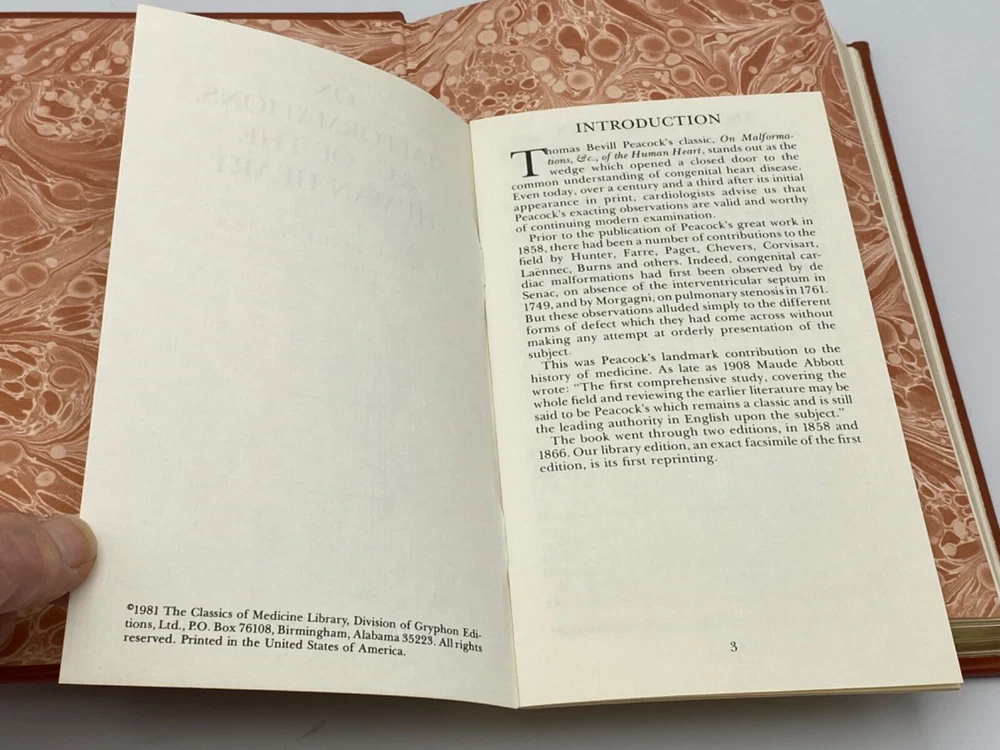 ©1981 The Classics of Medicine Library, Division of Gryphon Edi-
tions, Ltd., P.O. Box 76108, Birmingham, Alabama 35223. All rights
reserved. Printed in the United States of America.
INTRODUCTION
Thomas Bevill Peacock's classic, On Malforma-
tions, &c., of the Human Heart, stands out as the
wedge which opened a closed door to the
common understanding of congenital heart disease.
Even today, over a century and a third after its initial
appearance in print, cardiologists advise us that
Peacock's exacting observations are valid and worthy
of continuing modern examination.
Prior to the publication of Peacock's great work in
1858, there had been a number of contributions to the
field by Hunter, Farre, Paget, Chevers, Corvisart,
Laënnec, Burns and others. Indeed, congenital car-
diac malformations had first been observed by de
Senac, on absence of the interventricular septum in
1749, and by Morgagni, on pulmonary stenosis in 1761.
But these observations alluded simply to the different
forms of defect which they had come across without
making any attempt at orderly presentation of the
subject.
This was Peacock's landmark contribution to the
history of medicine. As late as 1908 Maude Abbott
wrote: “The first comprehensive study, covering the
whole field and reviewing the earlier literature may be
said to be Peacock's which remains a classic and is still
the leading authority in English upon the subject.”
The book went through two editions, in 1858 and
1866. Our library edition, an exact facsimile of the first
edition, is its first reprinting.
3